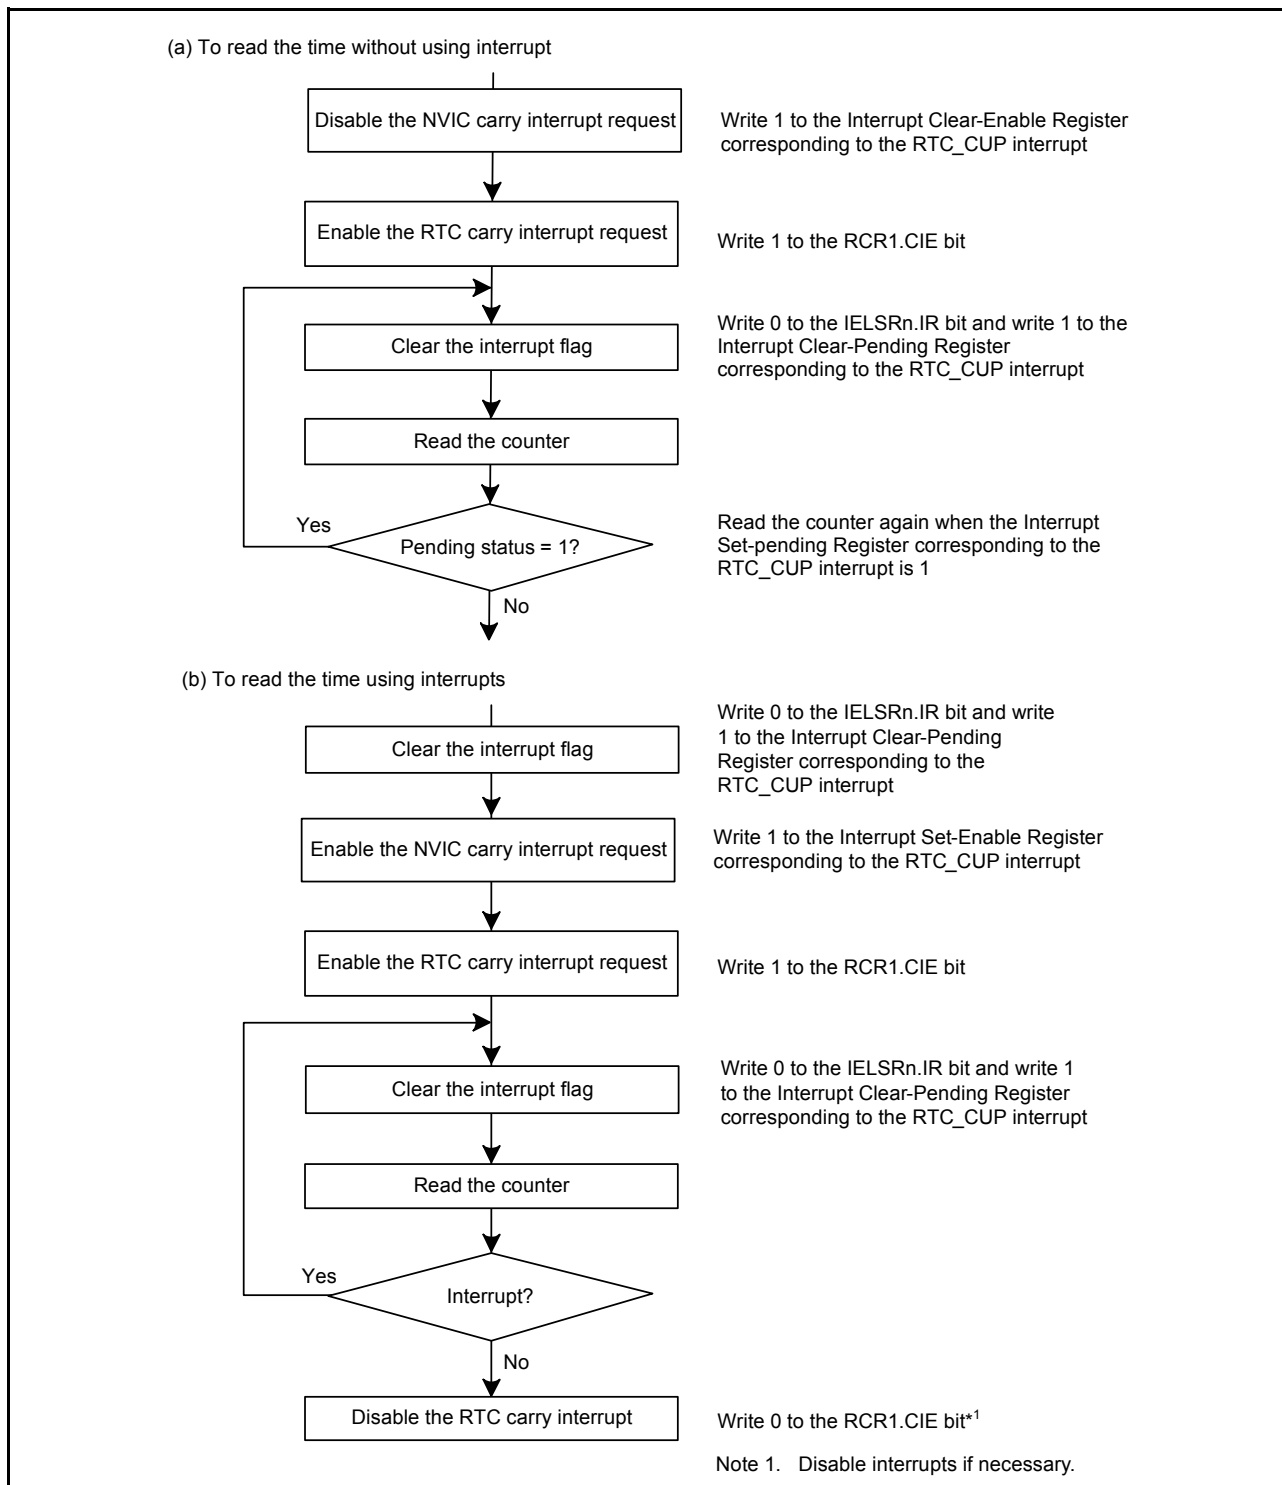 (a) To read the time without using interrupt
Disable the NVIC carry interrupt request
Write 1 to the Interrupt Clear-Enable Register
corresponding to the RTC_CUP interrupt
Enable the RTC carry interrupt request
Write 1 to the RCR1.CIE bit
Clear the interrupt flag
Write 0 to the IELSRn.IR bit and write 1 to the
Interrupt Clear-Pending Register
corresponding to the RTC_CUP interrupt
Read the counter
Yes
Pending status = 1?
Read the counter again when the Interrupt
Set-pending Register corresponding to the
RTC_CUP interrupt is 1
No
(b) To read the time using interrupts
Clear the interrupt flag
Write 0 to the IELSRn.IR bit and write
1 to the Interrupt Clear-Pending
Register corresponding to the
RTC_CUP interrupt
Enable the NVIC carry interrupt request
Write 1 to the Interrupt Set-Enable Register
corresponding to the RTC_CUP interrupt
Enable the RTC carry interrupt request
Write 1 to the RCR1.CIE bit
Clear the interrupt flag
Write 0 to the IELSRn.IR bit and write 1
to the Interrupt Clear-Pending Register
corresponding to the RTC_CUP interrupt
Read the counter
Yes
Interrupt?
No
Disable the RTC carry interrupt
Write 0 to the RCR1.CIE bit*1
Note 1. Disable interrupts if necessary.